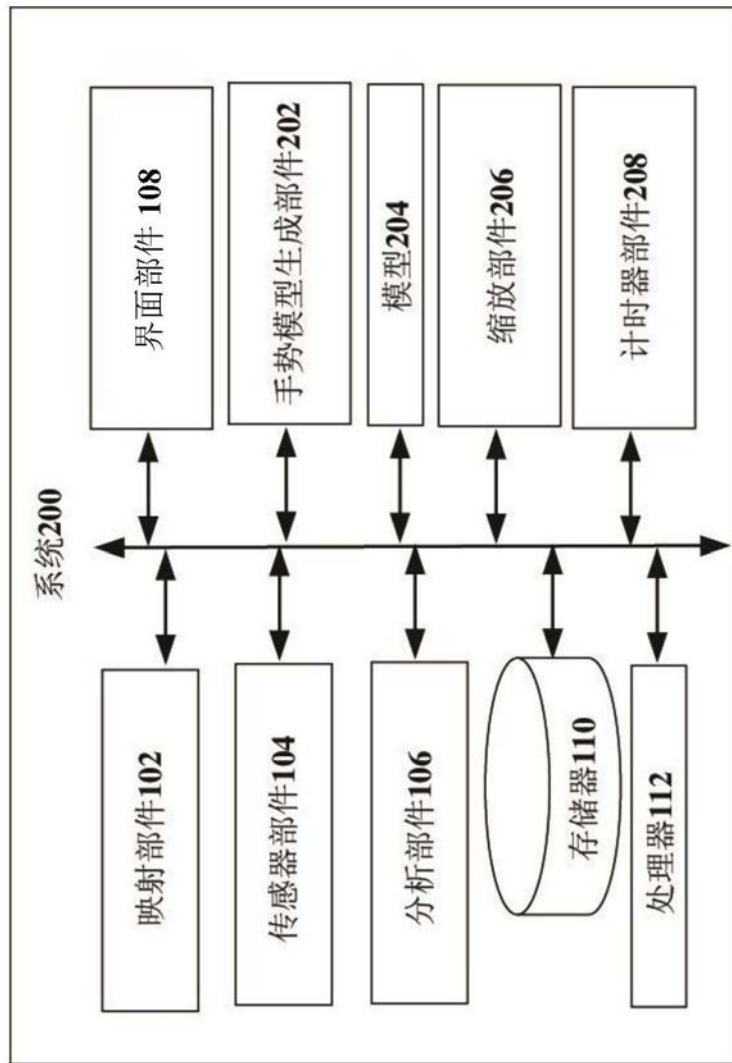 系统200
映射部件102
传感器部件104
分析部件106
存储器110
处理器112
界面部件 108
手势模型生成部件202
模型204
缩放部件206
计时器部件208